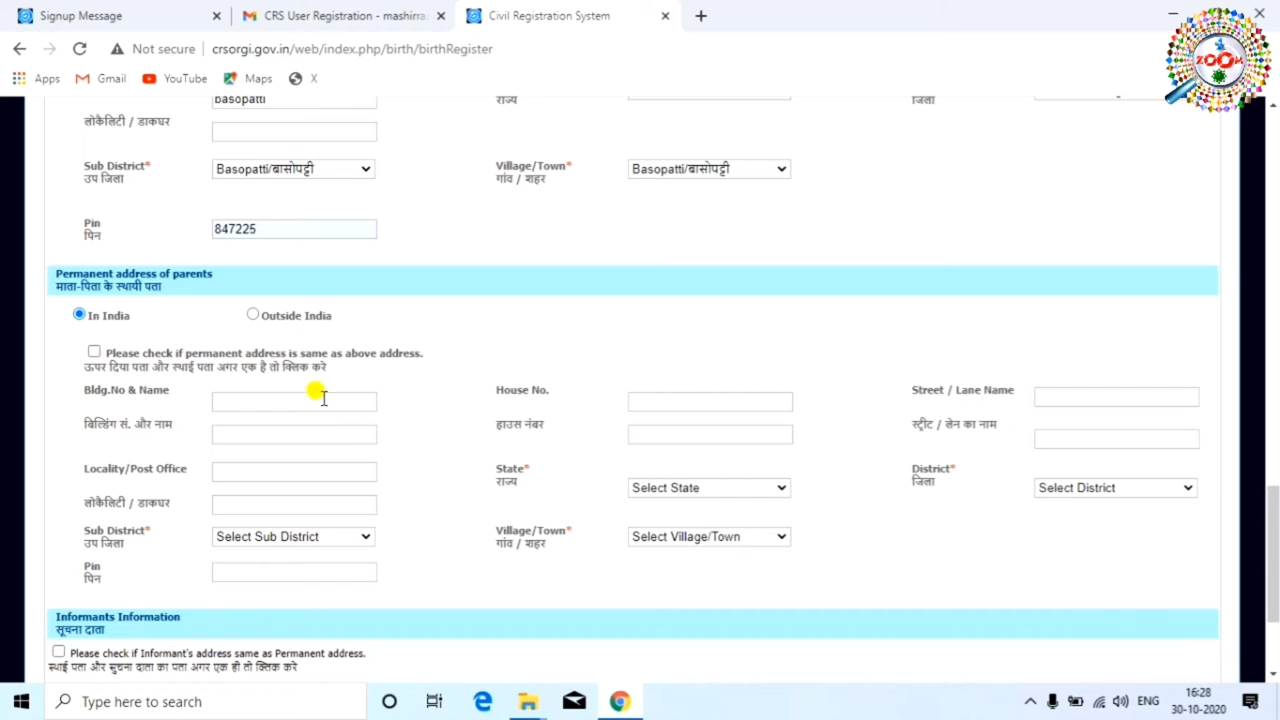 Signup Message
CRS User Registration - mashirra
Civil Registration System
Not secure
crsorgi.gov.in/web/index.php/birth/birthRegister
Apps
Gmail
YouTube
Maps
X
ZOOM
basopatti
राज्य
जिला
लोकैलिटी / डाकघर
Sub District*
उप जिला
Basopatti/बासोपट्टी
Village/Town*
गांव / शहर
Basopatti/बासोपट्टी
Pin
पिन
847225
Permanent address of parents
माता-पिता के स्थायी पता
In India
Outside India
Please check if permanent address is same as above address.
ऊपर दिया पता और स्थाई पता अगर एक है तो क्लिक करे
Bldg.No & Name
House No.
Street / Lane Name
बिल्डिंग सं. और नाम
हाउस नंबर
स्ट्रीट / लेन का नाम
Locality/Post Office
State*
राज्य
Select State
District*
जिला
Select District
लोकैलिटी / डाकघर
Sub District*
उप जिला
Select Sub District
Village/Town*
गांव / शहर
Select Village/Town
Pin
पिन
Informants Information
सूचना दाता
Please check if Informant's address same as Permanent address.
स्थाई पता और सुचना दाता का पता अगर एक ही तो क्लिक करे
Type here to search
ENG
16:28
30-10-2020